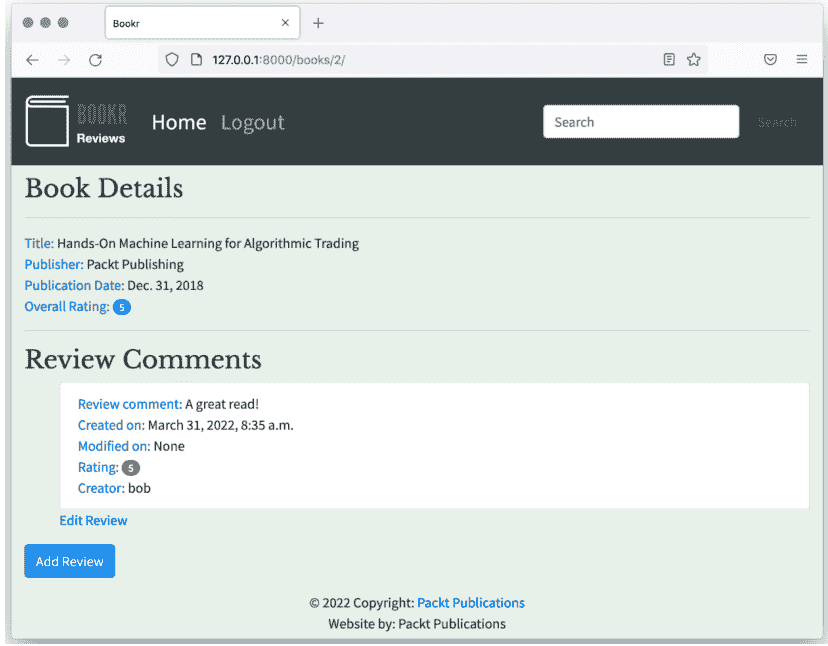 Bookr
127.0.0.1:8000/books/2/
BOOKR
Reviews
Home Logout
Search
Search
Book Details
Title: Hands-On Machine Learning for Algorithmic Trading
Publisher: Packt Publishing
Publication Date: Dec. 31, 2018
Overall Rating: 5
Review Comments
Review comment: A great read!
Created on: March 31, 2022, 8:35 a.m.
Modified on: None
Rating: 5
Creator: bob
Edit Review
Add Review
© 2022 Copyright: Packt Publications
Website by: Packt Publications